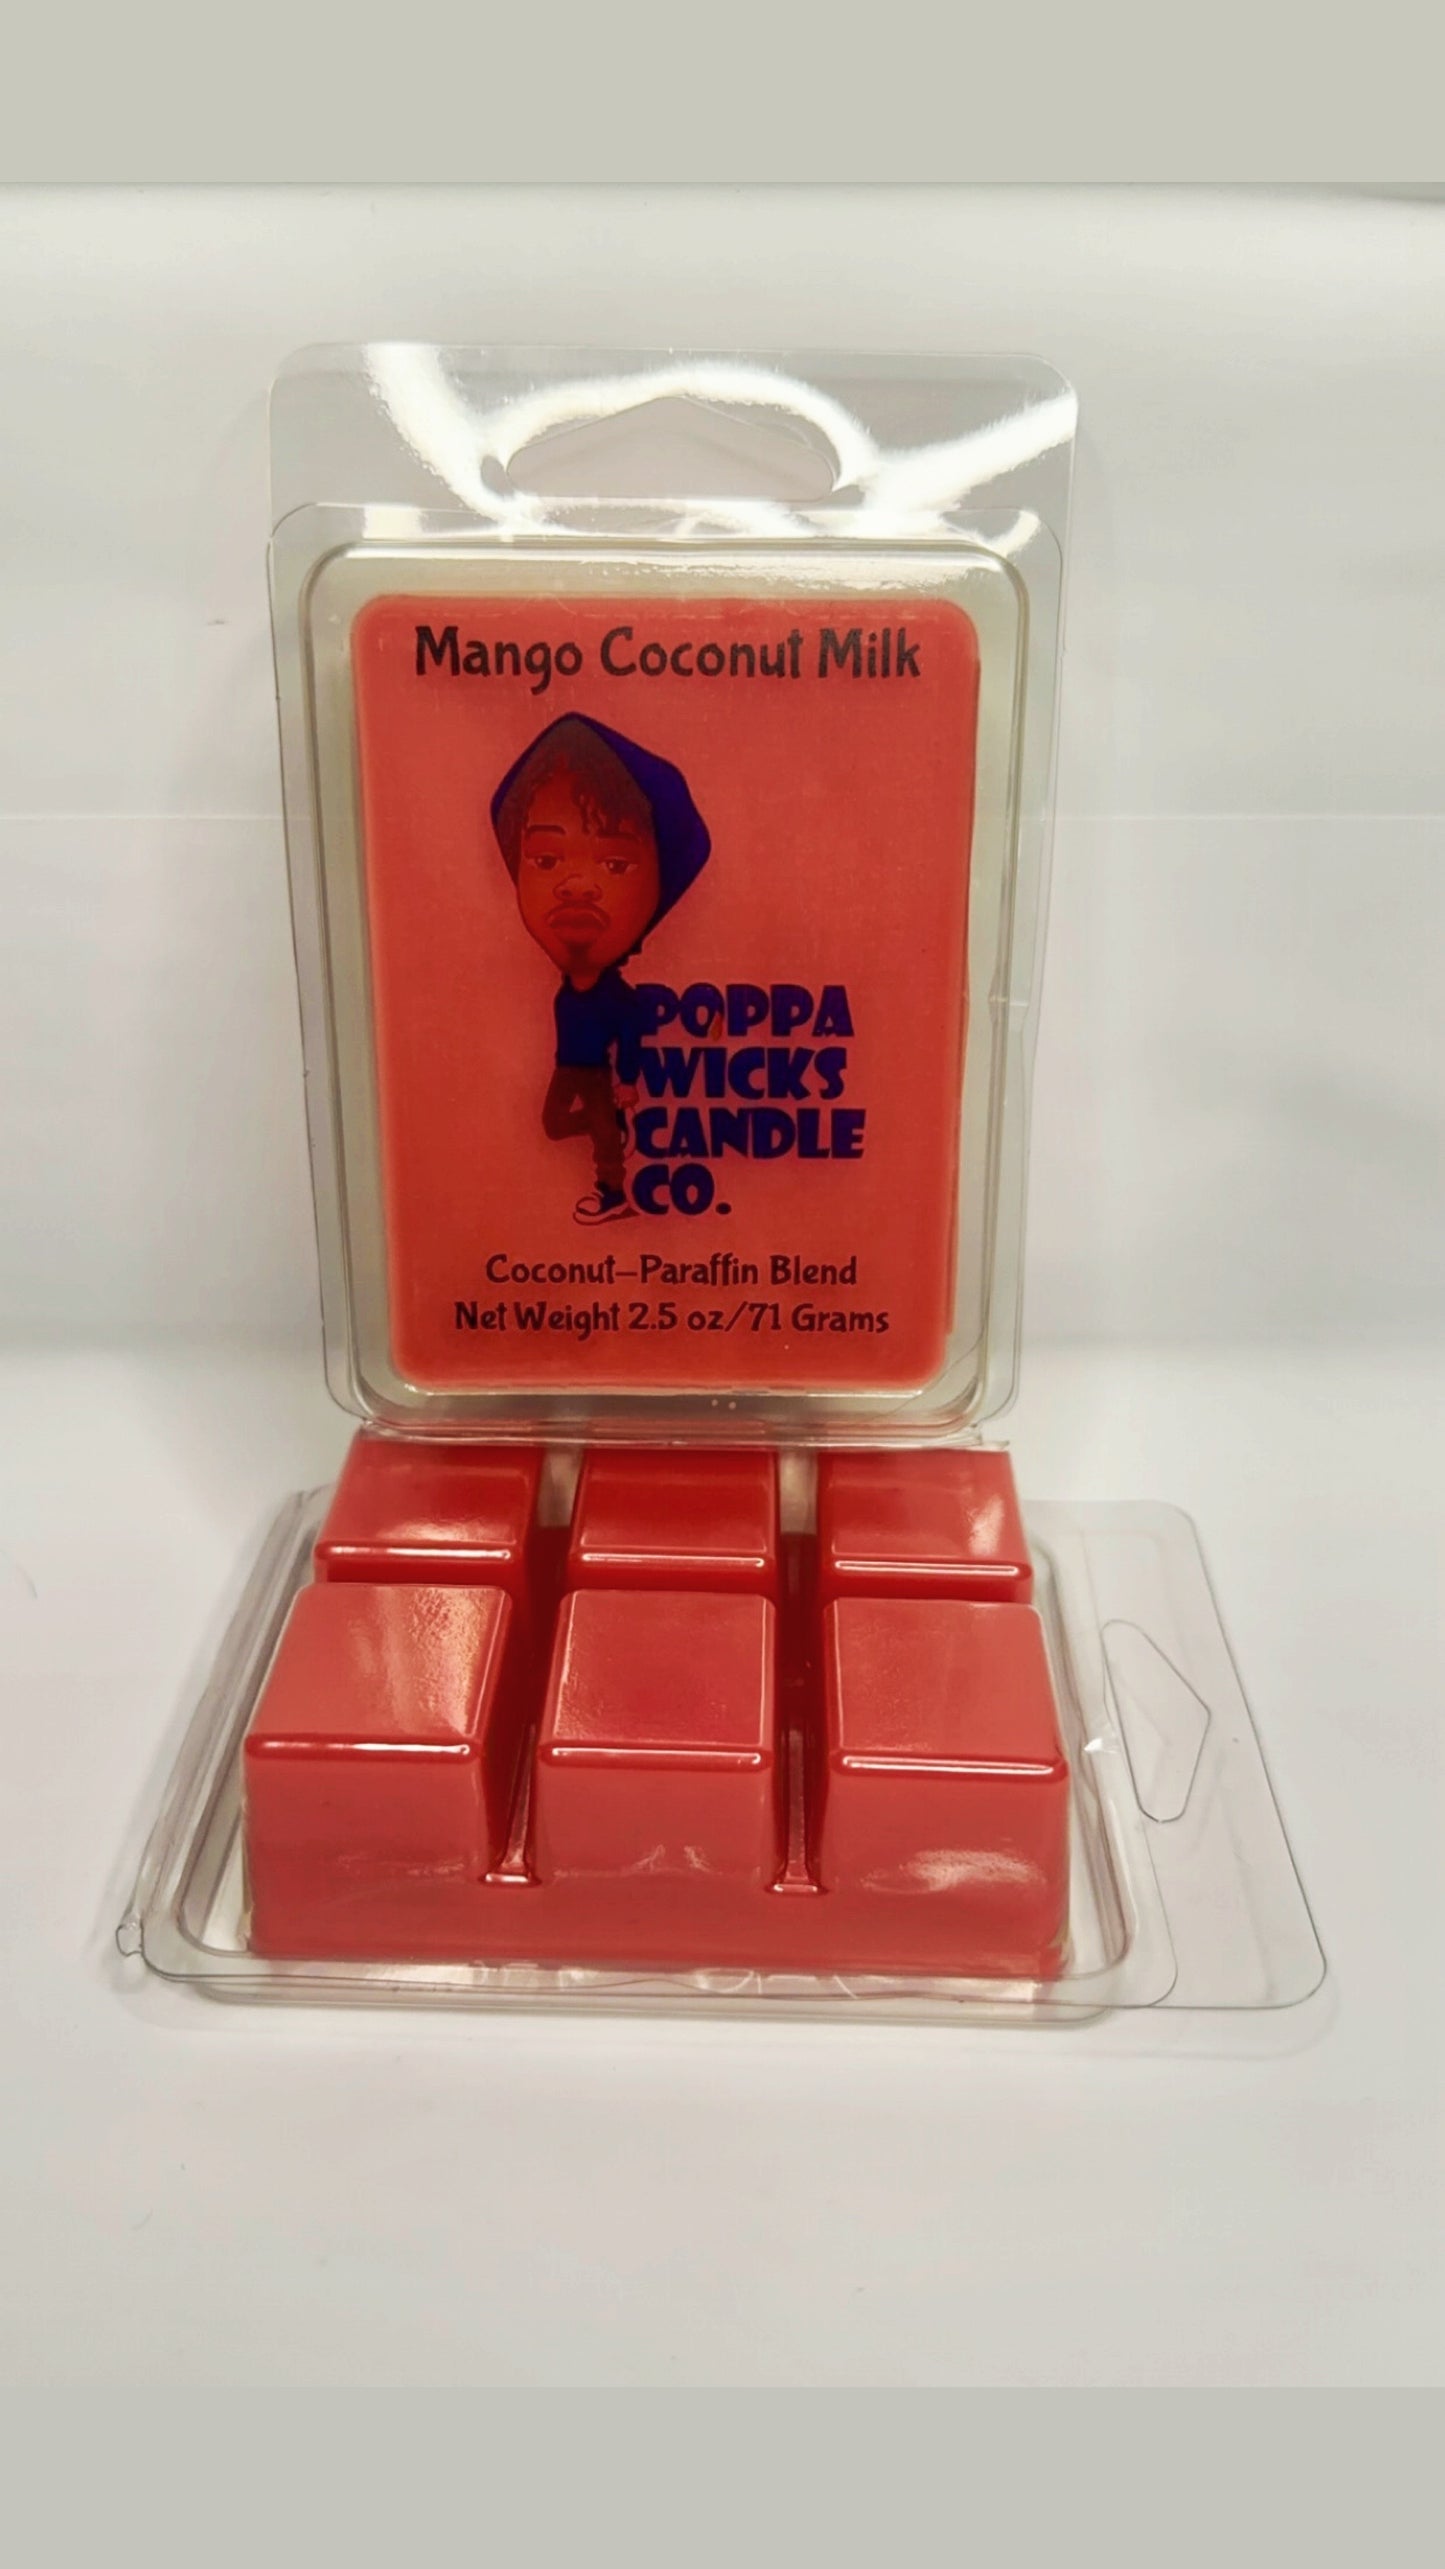 Mango Coconut Milk
POPPA
WICKS
CANDLE
CO.
Coconut–Paraffin Blend
Net Weight 2.5 oz/71 Grams